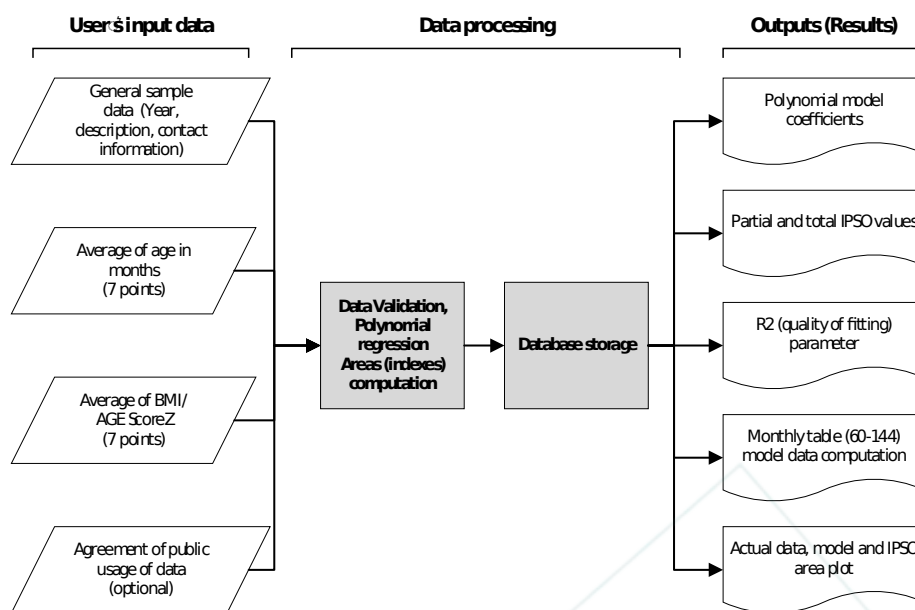 User's input data
Data processing
Outputs (Results)
General sample
data (Year,
description, contact
information)
Average of age in
months
(7 points)
Average of BMI/
AGE ScoreZ
(7 points)
Agreement of public
usage of data
(optional)
Data Validation,
Polynomial
regression
Areas (indexes)
computation
Database storage
Polynomial model
coefficients
Partial and total IPSO values
R2 (quality of fitting)
parameter
Monthly table (60-144)
model data computation
Actual data, model and IPSO
area plot